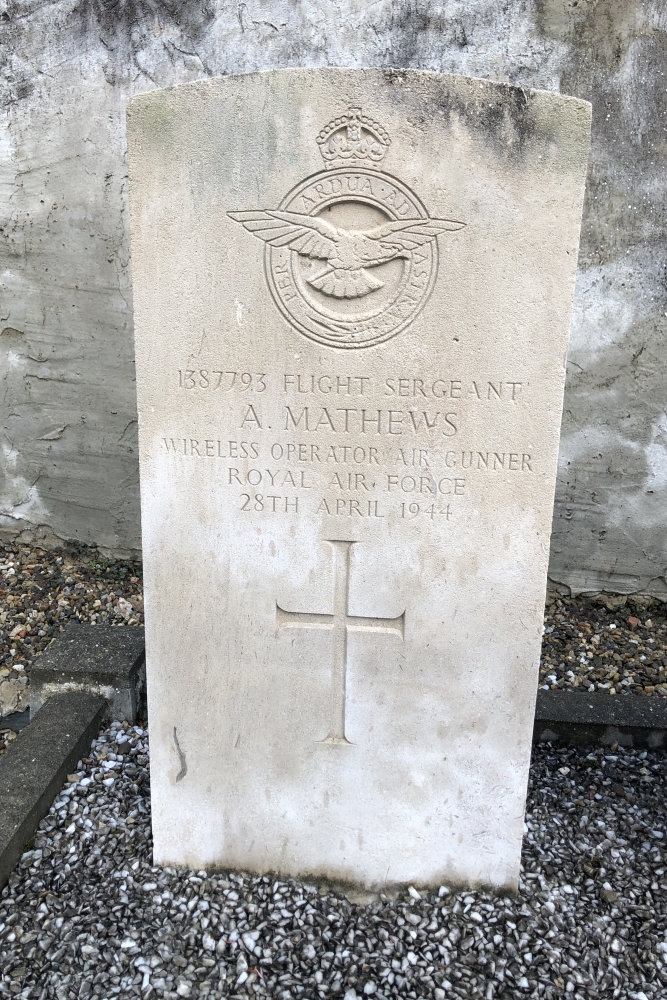 PER ARDUA AD ASTRA
1387793 FLIGHT SERGEANT
A. MATHEWS
WIRELESS OPERATOR/AIR GUNNER
ROYAL AIR FORCE
28TH APRIL 1944